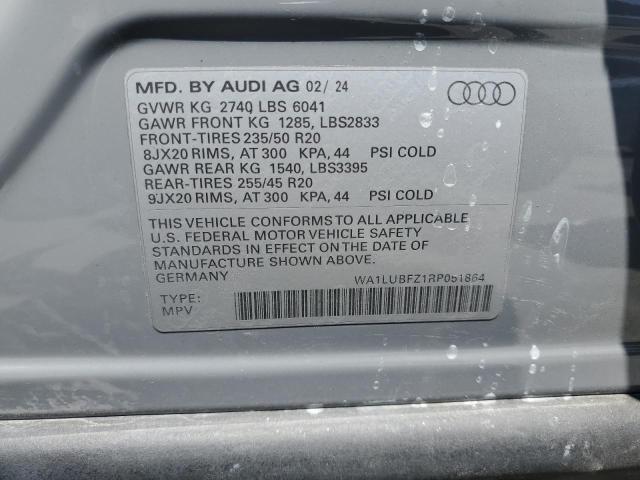 MFD. BY AUDI AG 02/ 24
GVWR KG 2740 LBS 6041
GAWR FRONT KG 1285, LBS2833
FRONT-TIRES 235/50 R20
8JX20 RIMS, AT 300 KPA, 44 PSI COLD
GAWR REAR KG 1540, LBS3395
REAR-TIRES 255/45 R20
9JX20 RIMS, AT 300 KPA, 44 PSI COLD
THIS VEHICLE CONFORMS TO ALL APPLICABLE
U.S. FEDERAL MOTOR VEHICLE SAFETY
STANDARDS IN EFFECT ON THE DATE OF
MANUFACTURE SHOWN ABOVE.
GERMANY WA1LUBFZ1RP051864
TYPE:
MPV